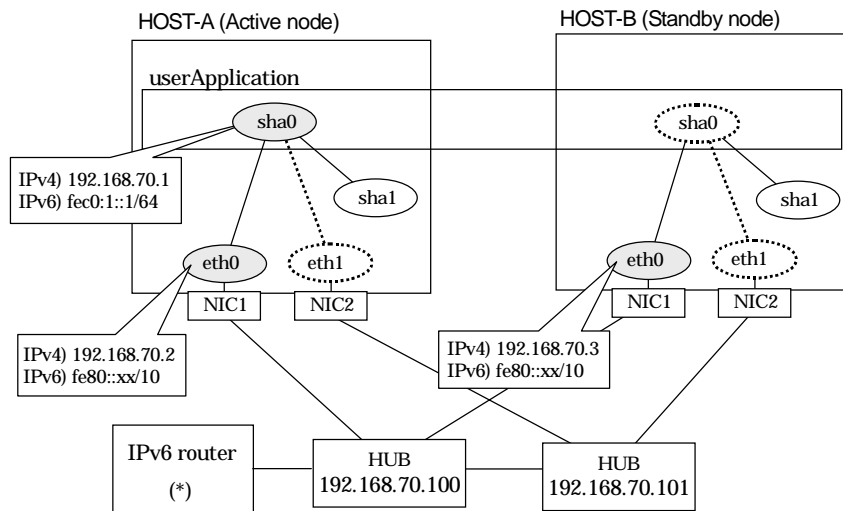 HOST-A (Active node)
HOST-B (Standby node)
userApplication
sha0
sha0
IPv4) 192.168.70.1
IPv6) fec0:1::1/64
sha1
sha1
eth0
eth1
eth0
eth1
NIC1
NIC2
NIC1
NIC2
IPv4) 192.168.70.2
IPv6) fe80::xx/10
IPv4) 192.168.70.3
IPv6) fe80::xx/10
IPv6 router
(*)
HUB
192.168.70.100
HUB
192.168.70.101